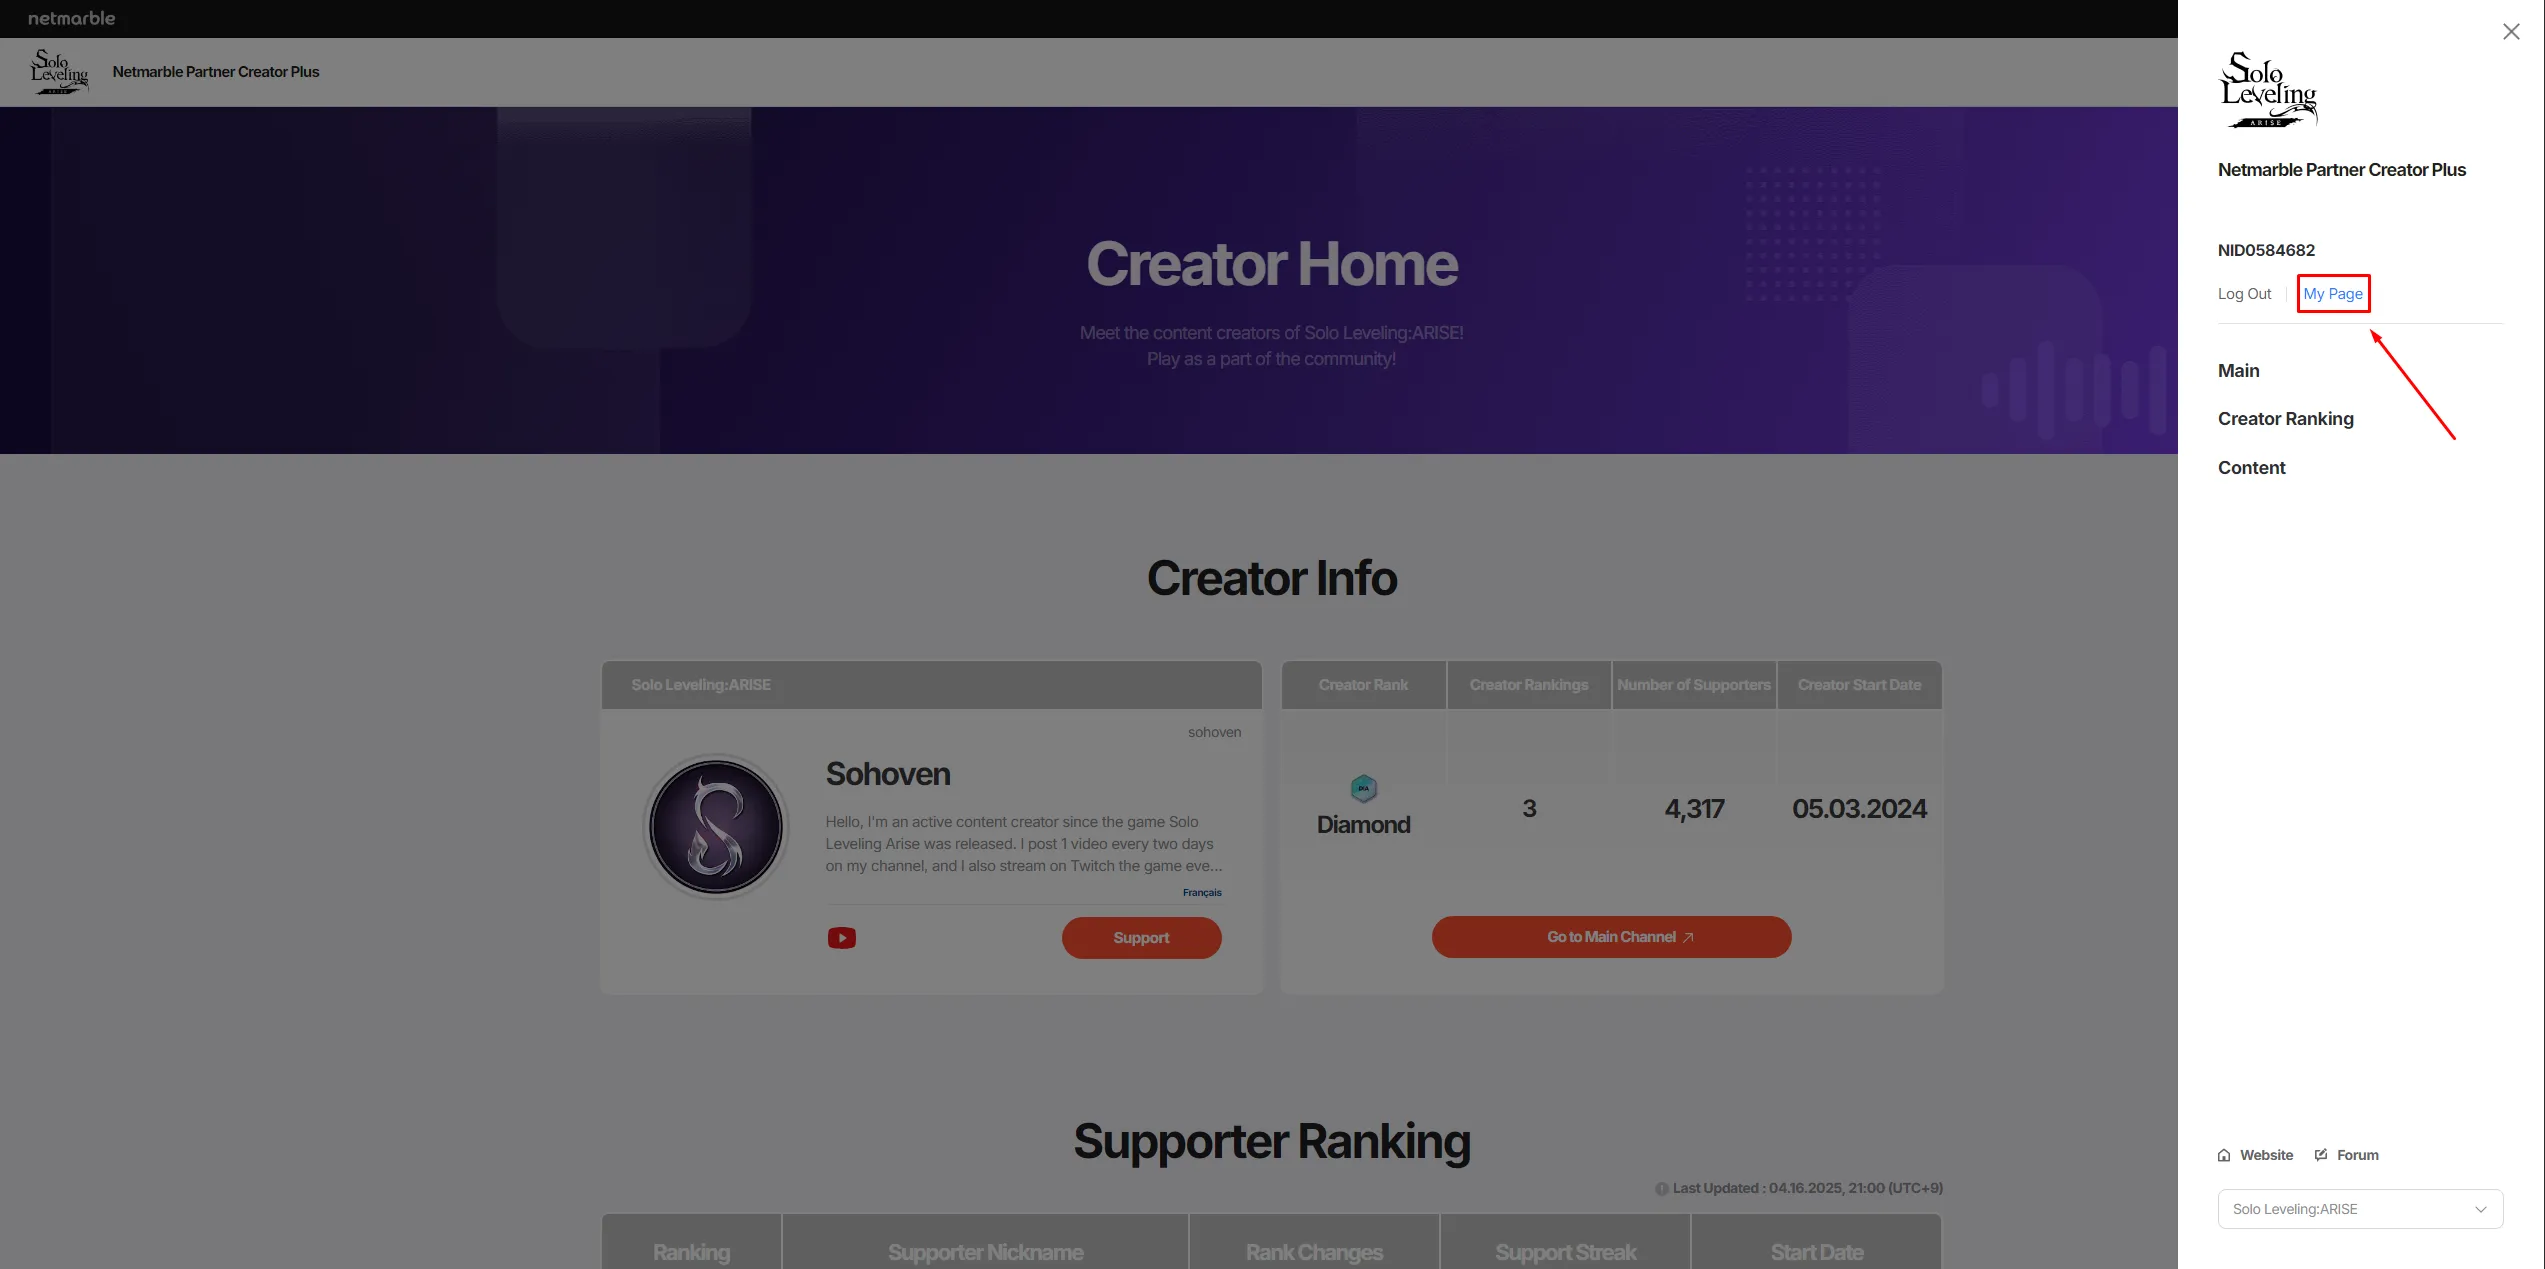 netmarble
Solo
Leveling
ARISE
Netmarble Partner Creator Plus
Creator Home
Meet the content creators of Solo Leveling:ARISE!
Play as a part of the community!
Creator Info
Solo Leveling:ARISE
sohoven
Sohoven
Hello, I'm an active content creator since the game Solo
Leveling Arise was released. I post 1 video every two days
on my channel, and I also stream on Twitch the game eve...
Français
Support
Creator Rank Creator Rankings Number of Supporters Creator Start Date
Diamond 3 4,317 05.03.2024
Go to Main Channel
Supporter Ranking
Last Updated : 04.16.2025, 21:00 (UTC+9)
Ranking Supporter Nickname Rank Changes Support Streak Start Date
Solo
Leveling
ARISE
Netmarble Partner Creator Plus
NID0584682
Log Out My Page
Main
Creator Ranking
Content
Website Forum
Solo Leveling:ARISE